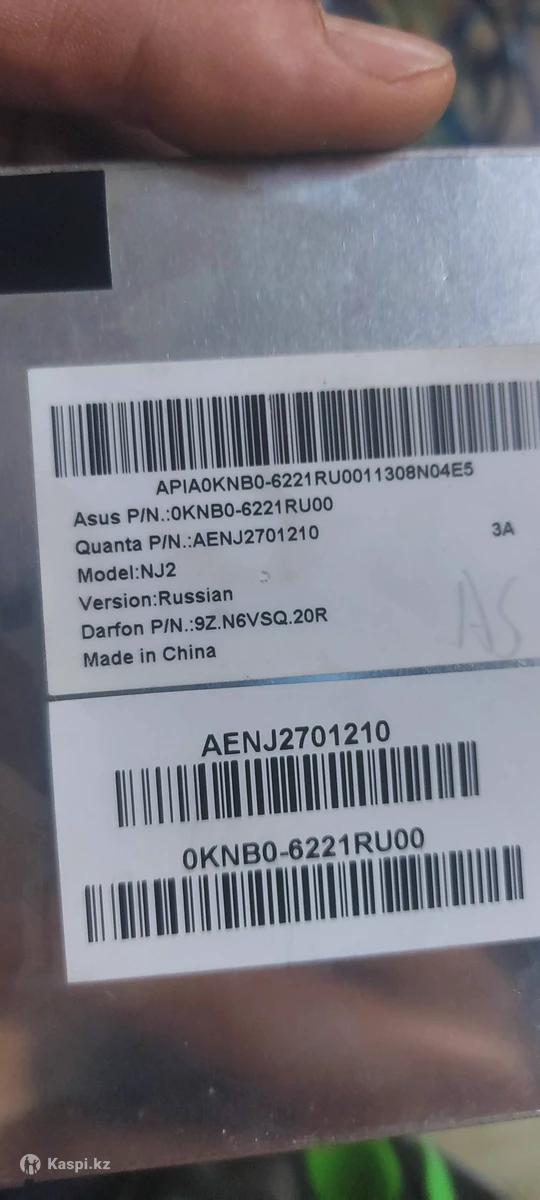 APIA0KNB0-6221RU0011308N04E5
Asus P/N.:0KNB0-6221RU00
Quanta P/N.:AENJ2701210
3A
Model:NJ2
Version:Russian
Darfon P/N.:9Z.N6VSQ.20R
AS
Made in China
AENJ2701210
0KNB0-6221RU00
Kaspi.kz